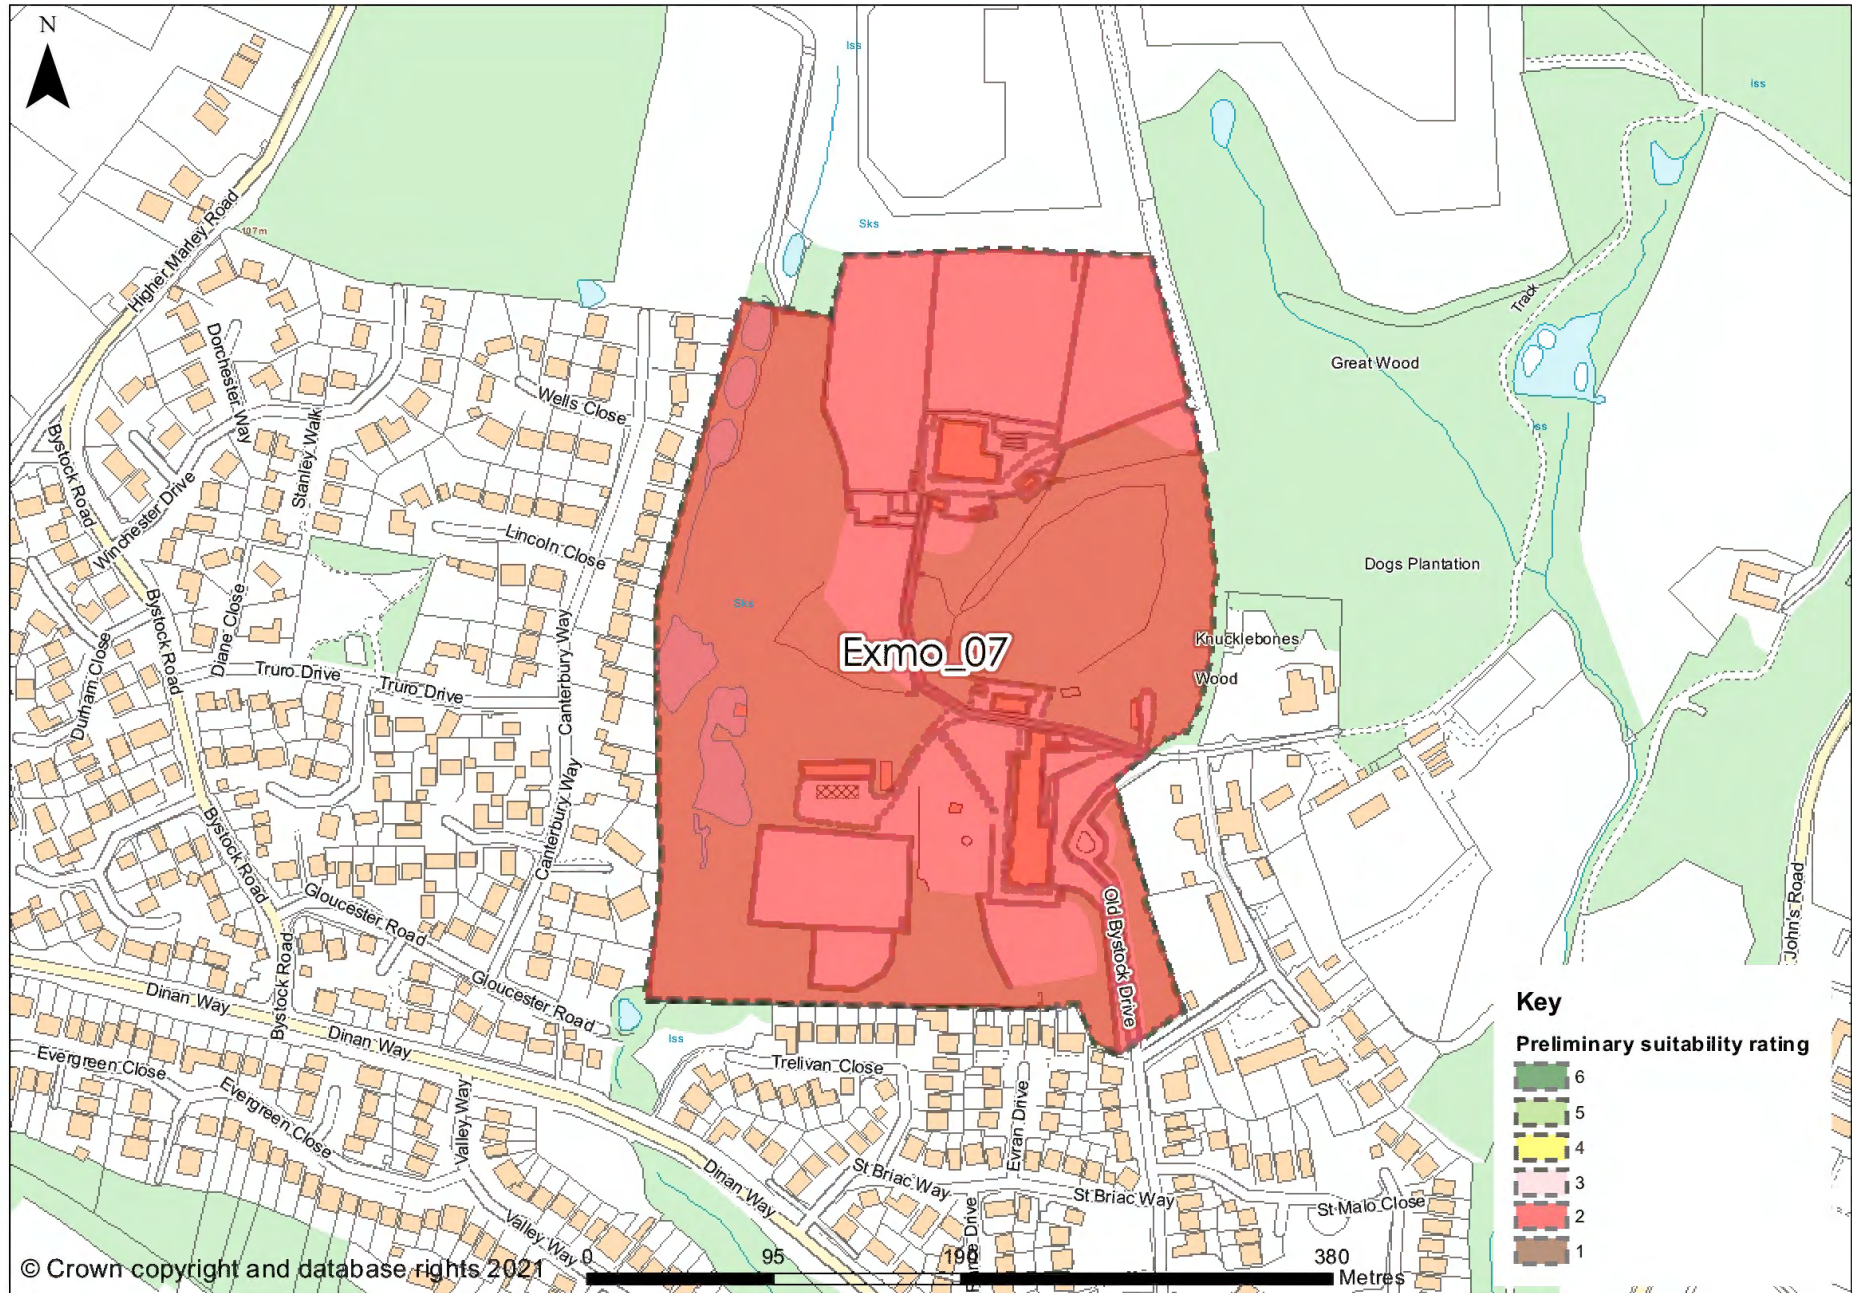 N
Iss
Iss
Sks
Higher Marley Road
107m
Track
Great Wood
Dorchester Way
Wells Close
Stanley Walk
Bystock Road
Winchester Drive
Lincoln Close
Iss
Dogs Plantation
Sks
Bystock Road
Diane Close
Durham Close
Canterbury Way
Exmo_07
Knucklebones
Wood
Truro Drive
Truro Drive
Canterbury Way
Bystock Road
Gloucester Road
Old Bystock Drive
St John's Road
Bystock Road
Gloucester Road
Dinan Way
Dinan Way
Iss
Evergreen Close
Evergreen Close
Valley Way
Trelivan Close
Evran Drive
Dinan Way
St Briac Way
St Briac Way
St Malo Close
Valley Way
Drive
Key
Preliminary suitability rating
6
5
4
3
2
1
© Crown copyright and database rights 2021
0 95 190 380
Metres